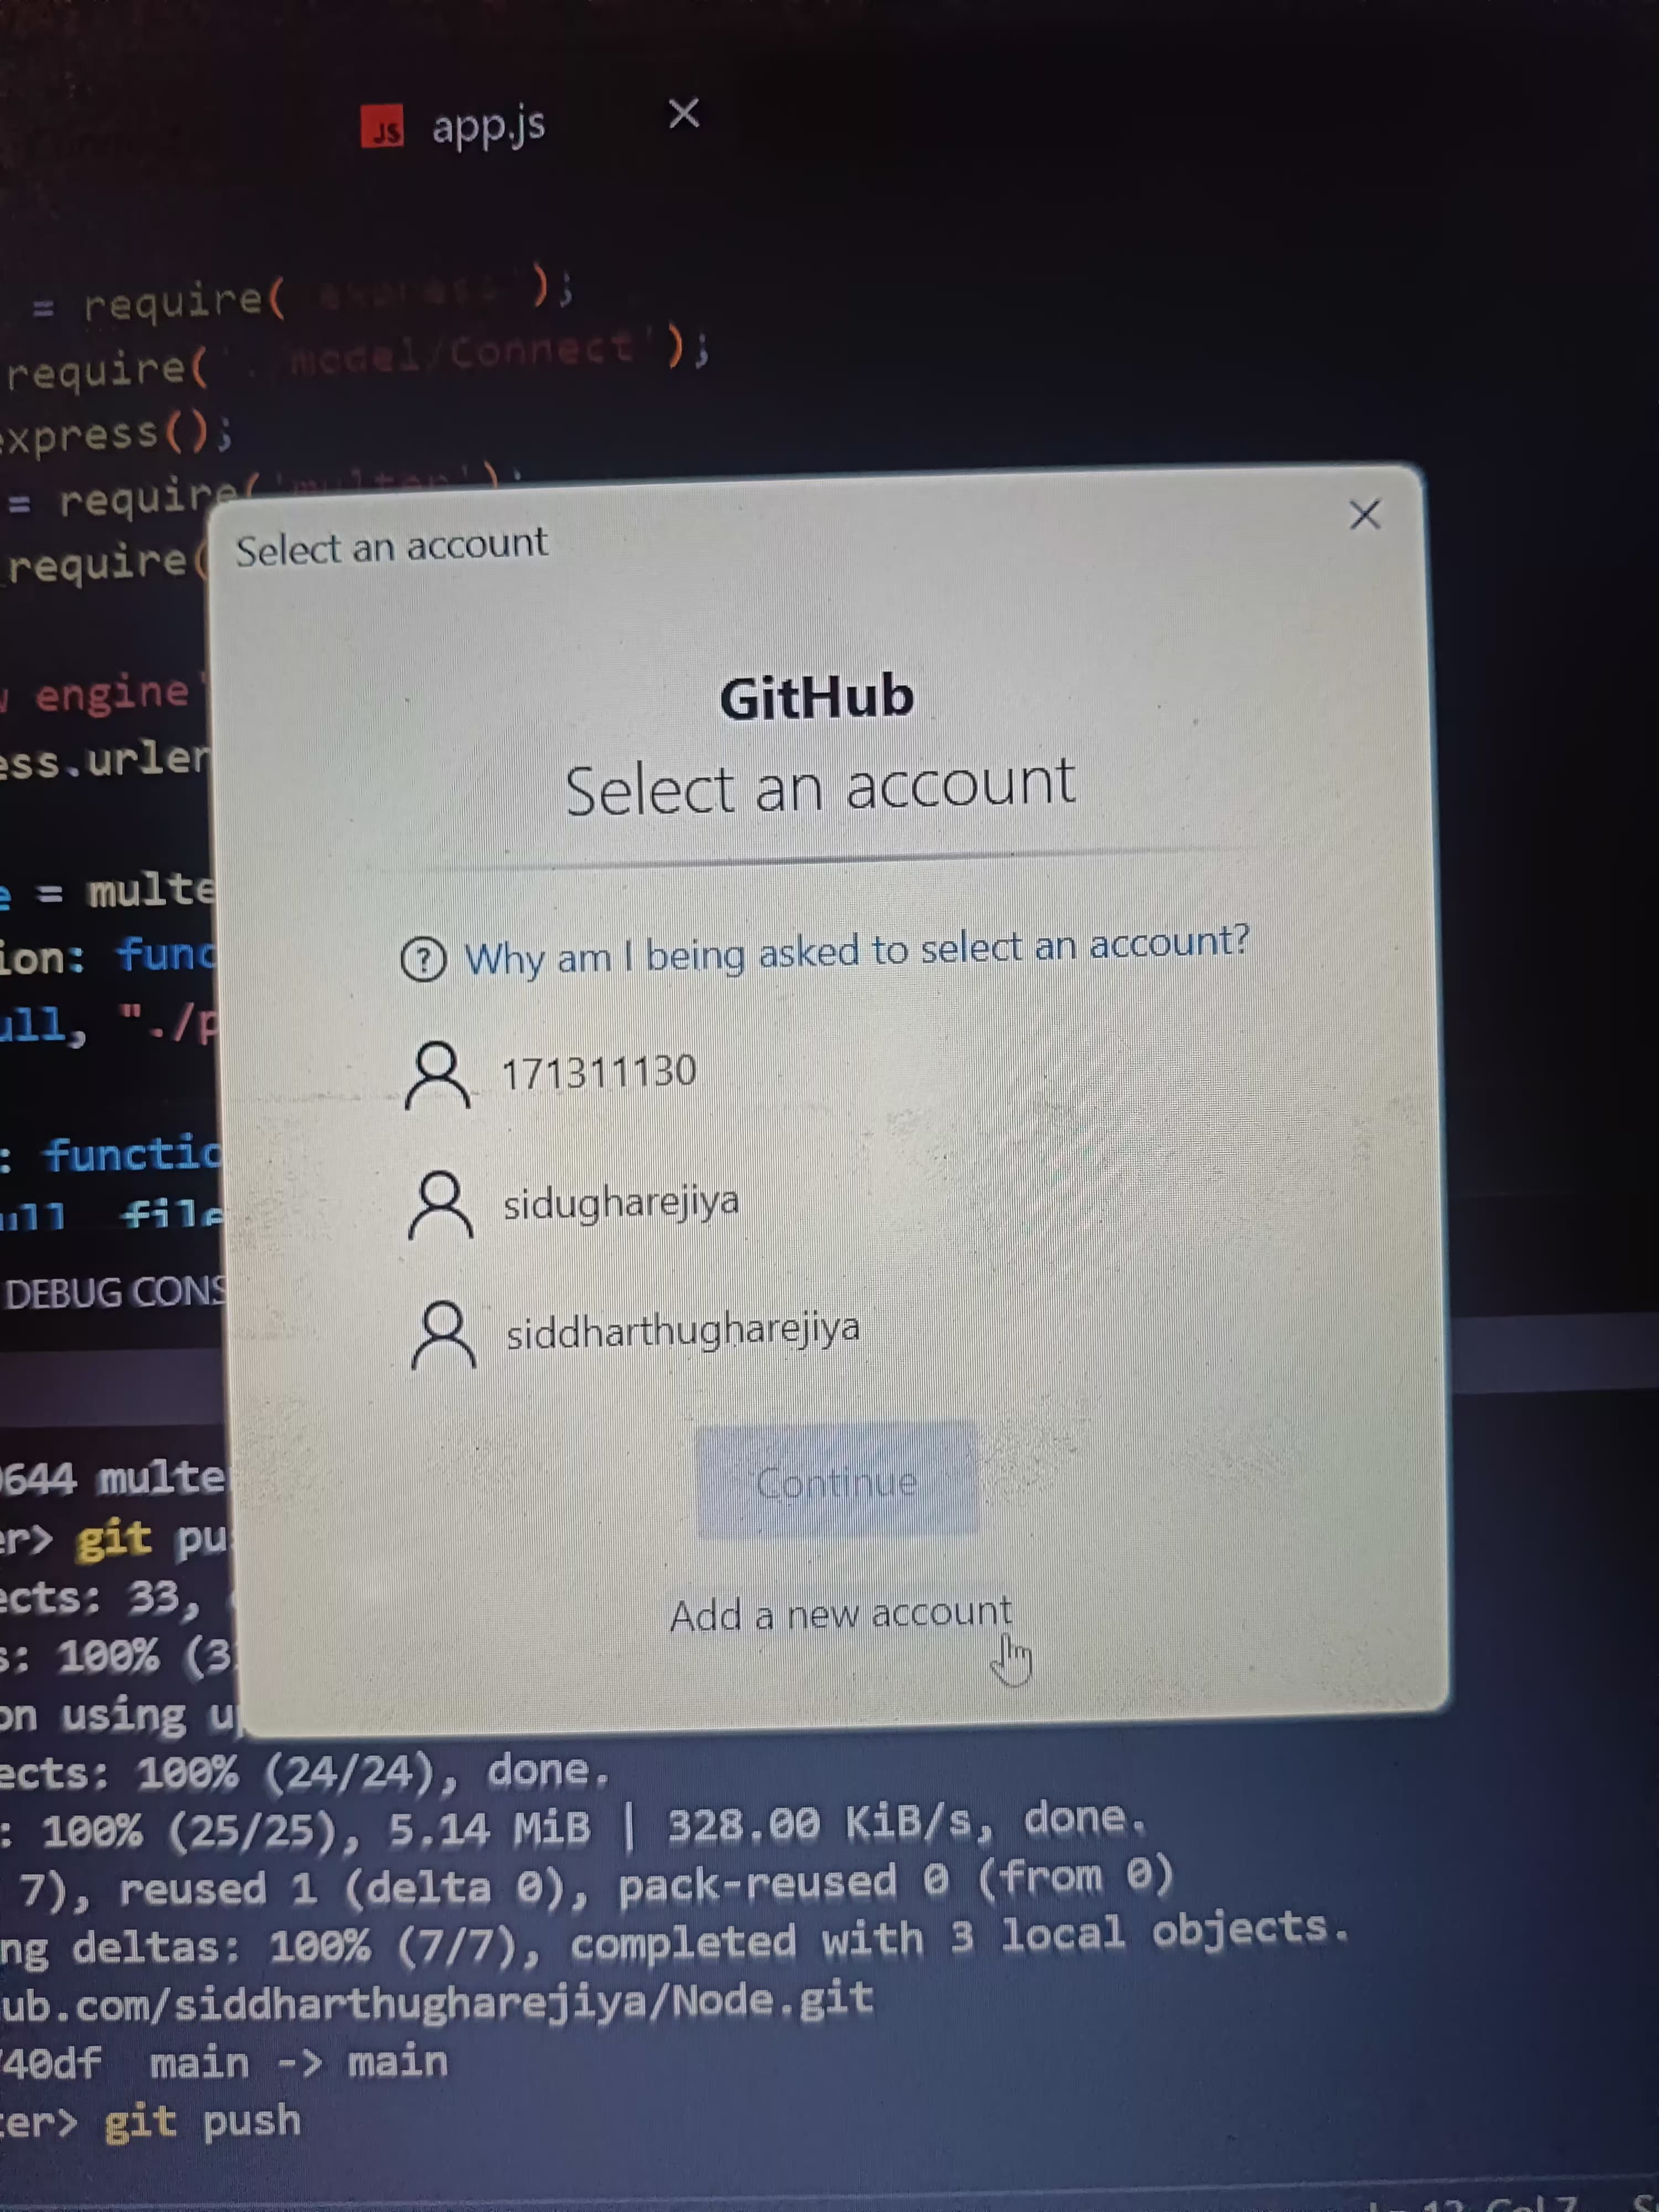 JS app.js ×
= require('express');
require('./model/Connect');
express();
= require('multer');
require(
engine'
ess.urlen
Select an account ×
GitHub
Select an account
= multe
? Why am I being asked to select an account?
ion: func
ull, "./p
171311130
: functio
sidugharejiya
ull file
DEBUG CONS
siddharthugharejiya
Continue
644 multe
er> git pu
Add a new account
ects: 33,
s: 100% (3
on using u
ects: 100% (24/24), done.
: 100% (25/25), 5.14 MiB | 328.00 KiB/s, done.
7), reused 1 (delta 0), pack-reused 0 (from 0)
ng deltas: 100% (7/7), completed with 3 local objects.
ub.com/siddharthugharejiya/Node.git
40df main -> main
er> git push